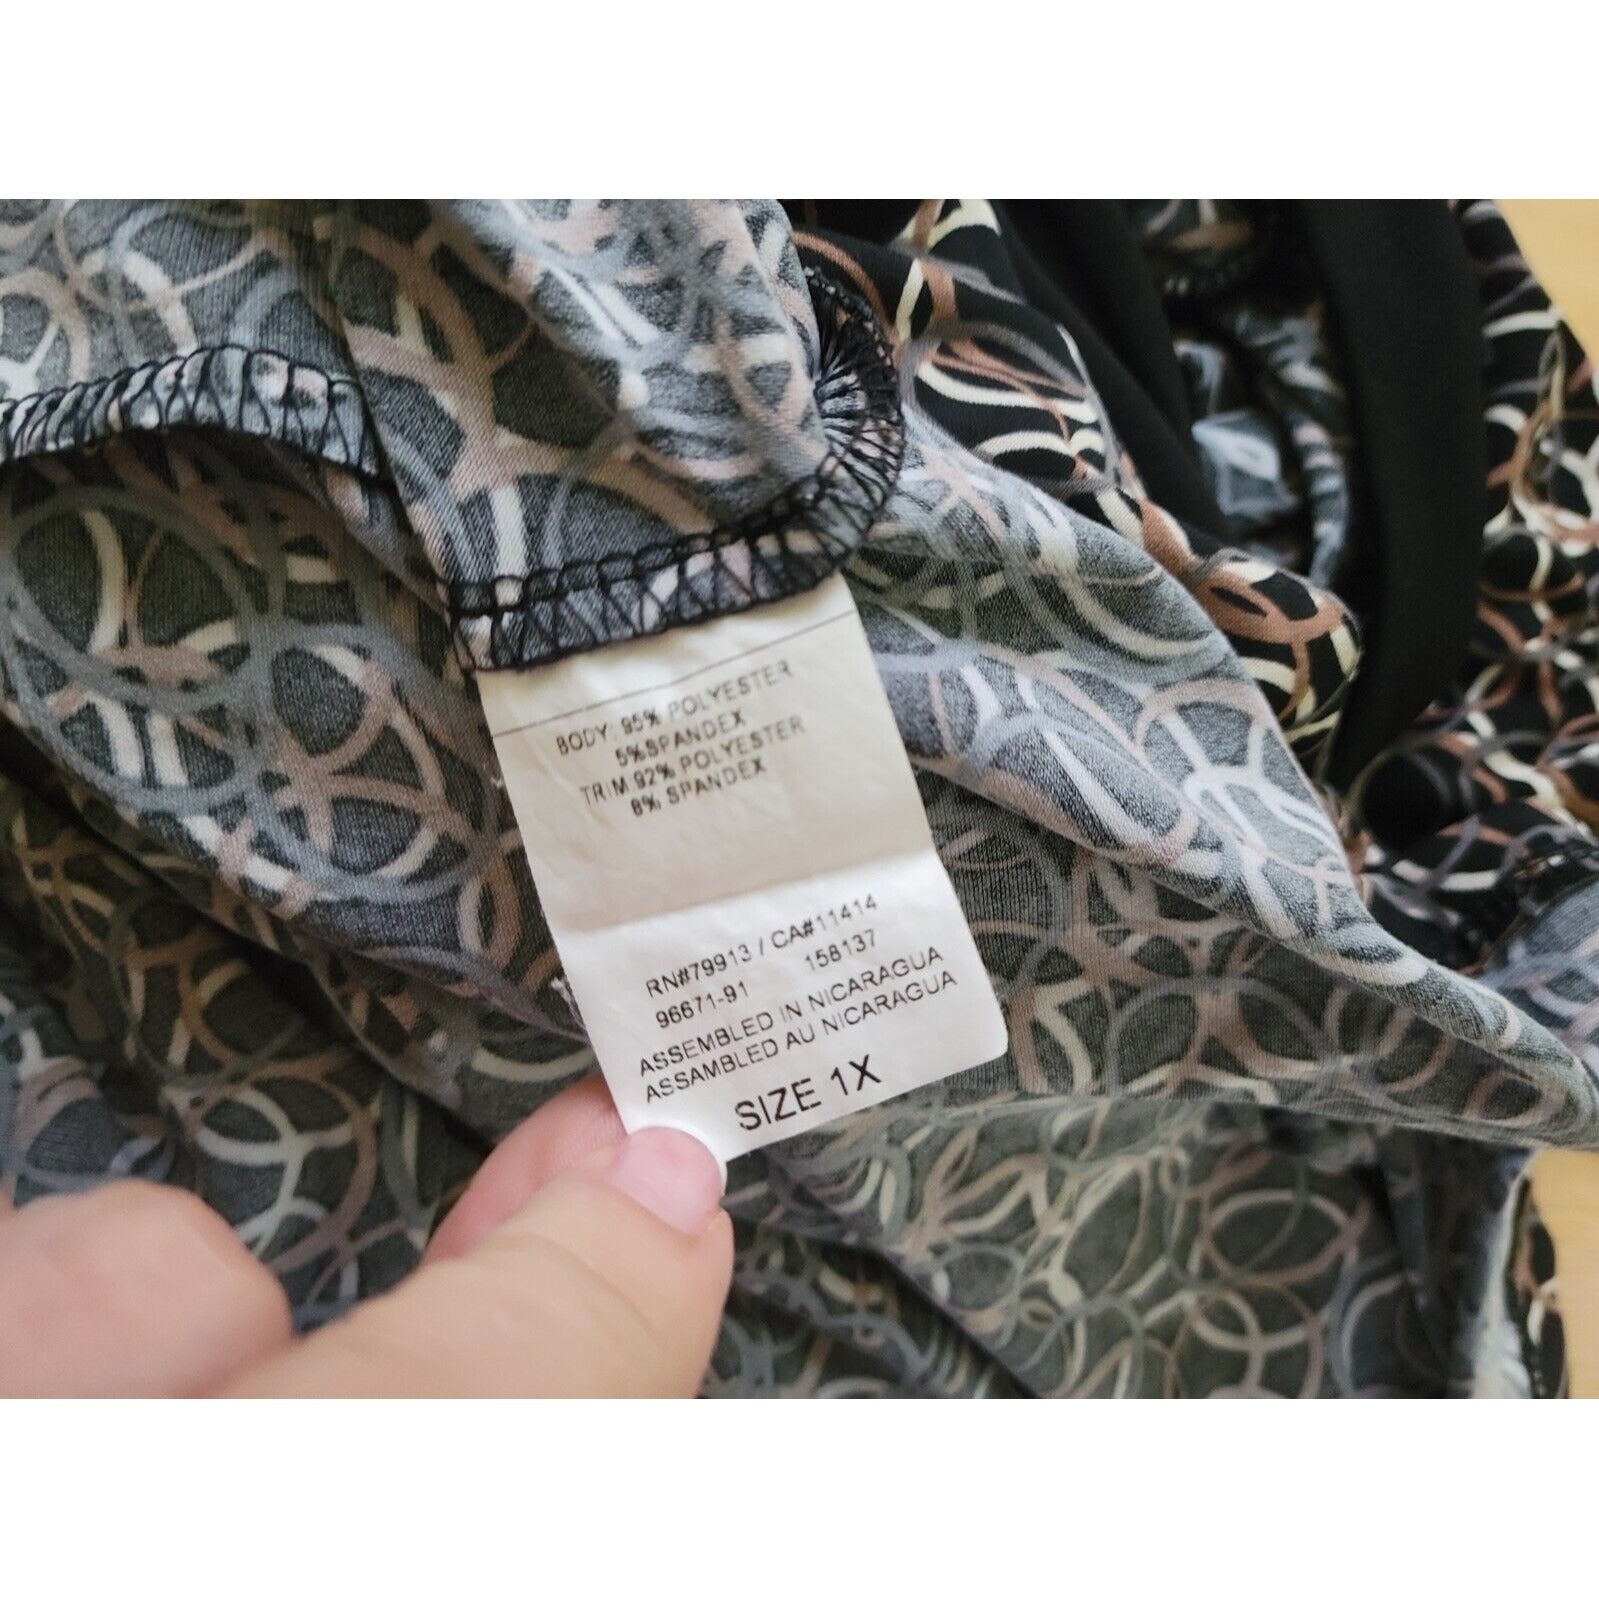 BODY: 95% POLYESTER
5%SPANDEX
TRIM:92% POLYESTER
8% SPANDEX
RN#79913 / CA#11414
96671-91 158137
ASSEMBLED IN NICARAGUA
ASSAMBLED AU NICARAGUA
SIZE 1X